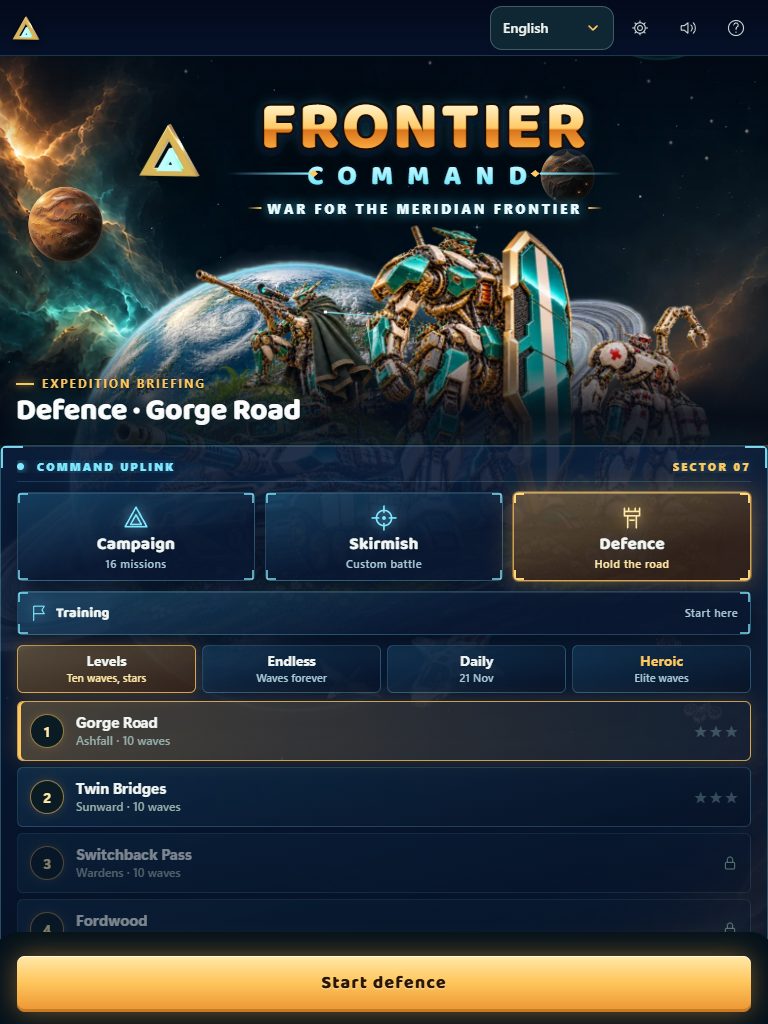 English
FRONTIER
COMMAND
WAR FOR THE MERIDIAN FRONTIER
EXPEDITION BRIEFING
Defence · Gorge Road
COMMAND UPLINK
SECTOR 07
Campaign
16 missions
Skirmish
Custom battle
Defence
Hold the road
Training
Start here
Levels
Ten waves, stars
Endless
Waves forever
Daily
21 Nov
Heroic
Elite waves
1
Gorge Road
Ashfall · 10 waves
2
Twin Bridges
Sunward · 10 waves
3
Switchback Pass
Wardens · 10 waves
4
Fordwood
Start defence